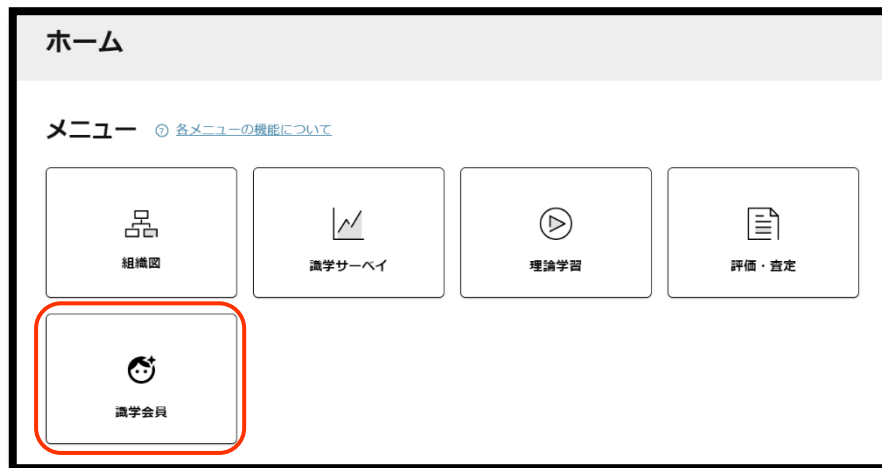 ホーム
メニュー ? 各メニューの機能について
組織図
識学サーベイ
理論学習
評価・査定
識学会員